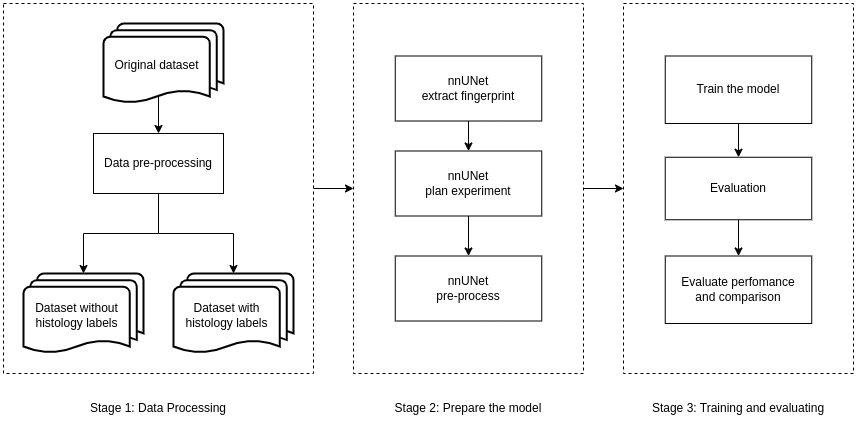 Original dataset
Data pre-processing
Dataset without
histology labels
Dataset with
histology labels
Stage 1: Data Processing
nnUNet
extract fingerprint
nnUNet
plan experiment
nnUNet
pre-process
Stage 2: Prepare the model
Train the model
Evaluation
Evaluate perfomance
and comparison
Stage 3: Training and evaluating